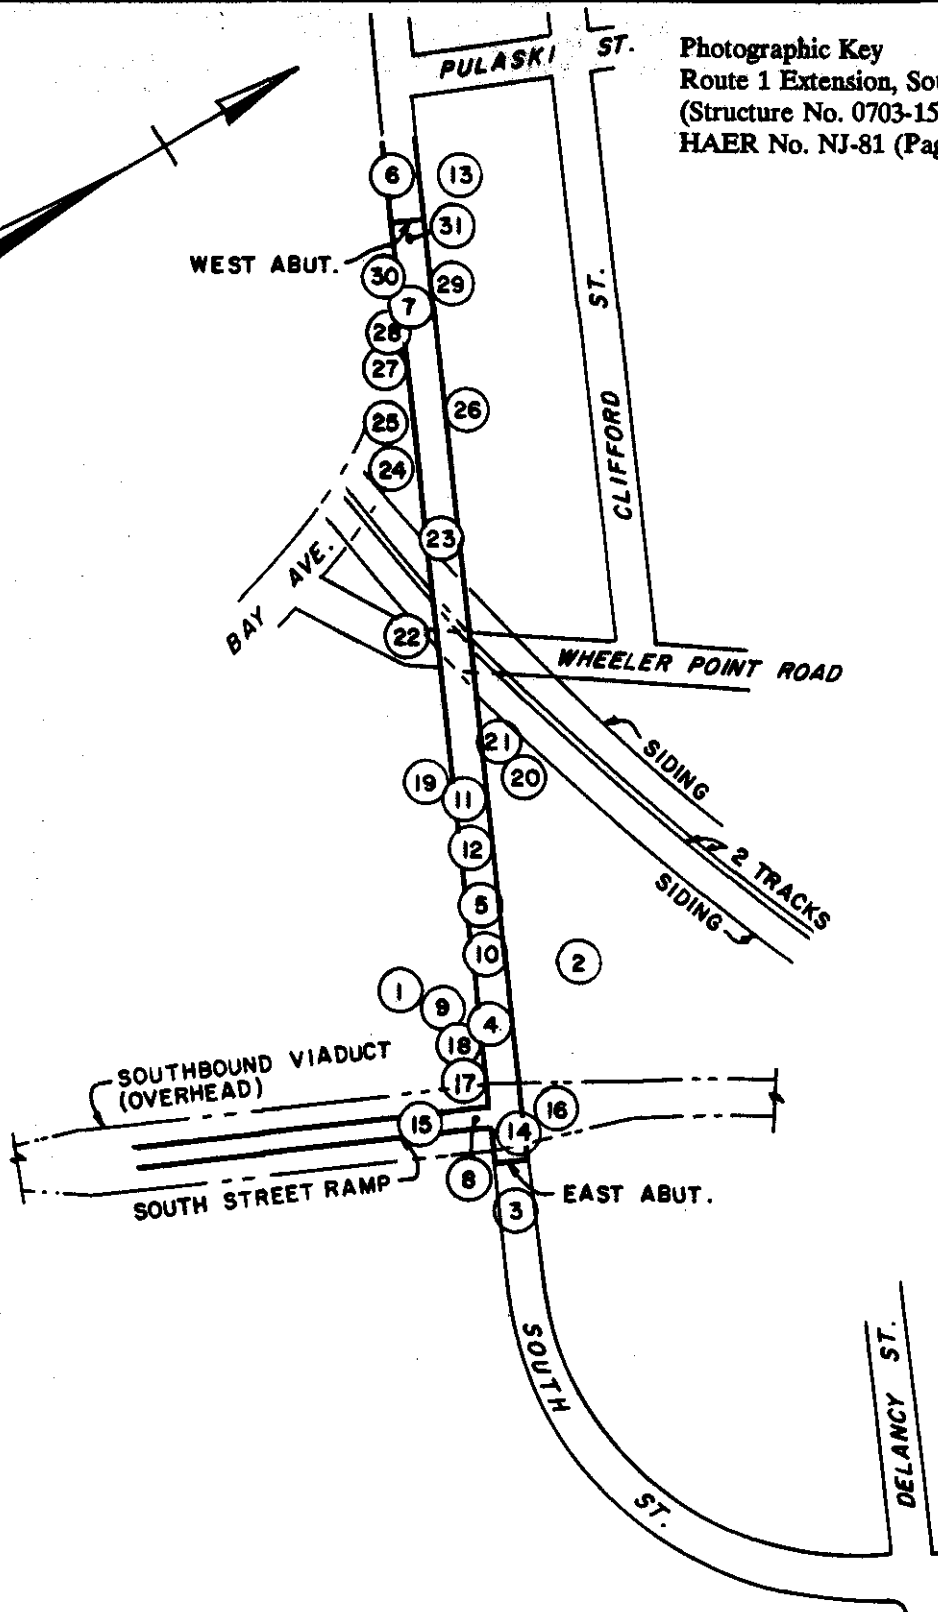 Photographic Key
Route 1 Extension, Sou
(Structure No. 0703-15
HAER No. NJ-81 (Pag
PULASKI ST.
6
13
31
WEST ABUT.
30
29
7
28
27
CLIFFORD ST.
26
25
24
23
BAY AVE.
22
WHEELER POINT ROAD
21
SIDING
20
19
11
12
2 TRACKS
5
SIDING
10
2
1
9
4
18
SOUTHBOUND VIADUCT
(OVERHEAD)
17
16
15
14
8
SOUTH STREET RAMP
EAST ABUT.
3
SOUTH ST.
DELANCY ST.